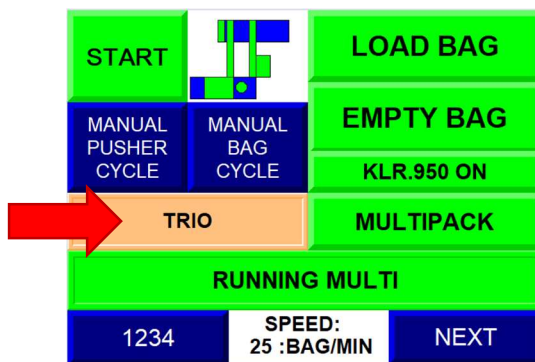 START
LOAD BAG
MANUAL
PUSHER
CYCLE
MANUAL
BAG
CYCLE
EMPTY BAG
KLR.950 ON
TRIO
MULTIPACK
RUNNING MULTI
1234
SPEED:
25 :BAG/MIN
NEXT